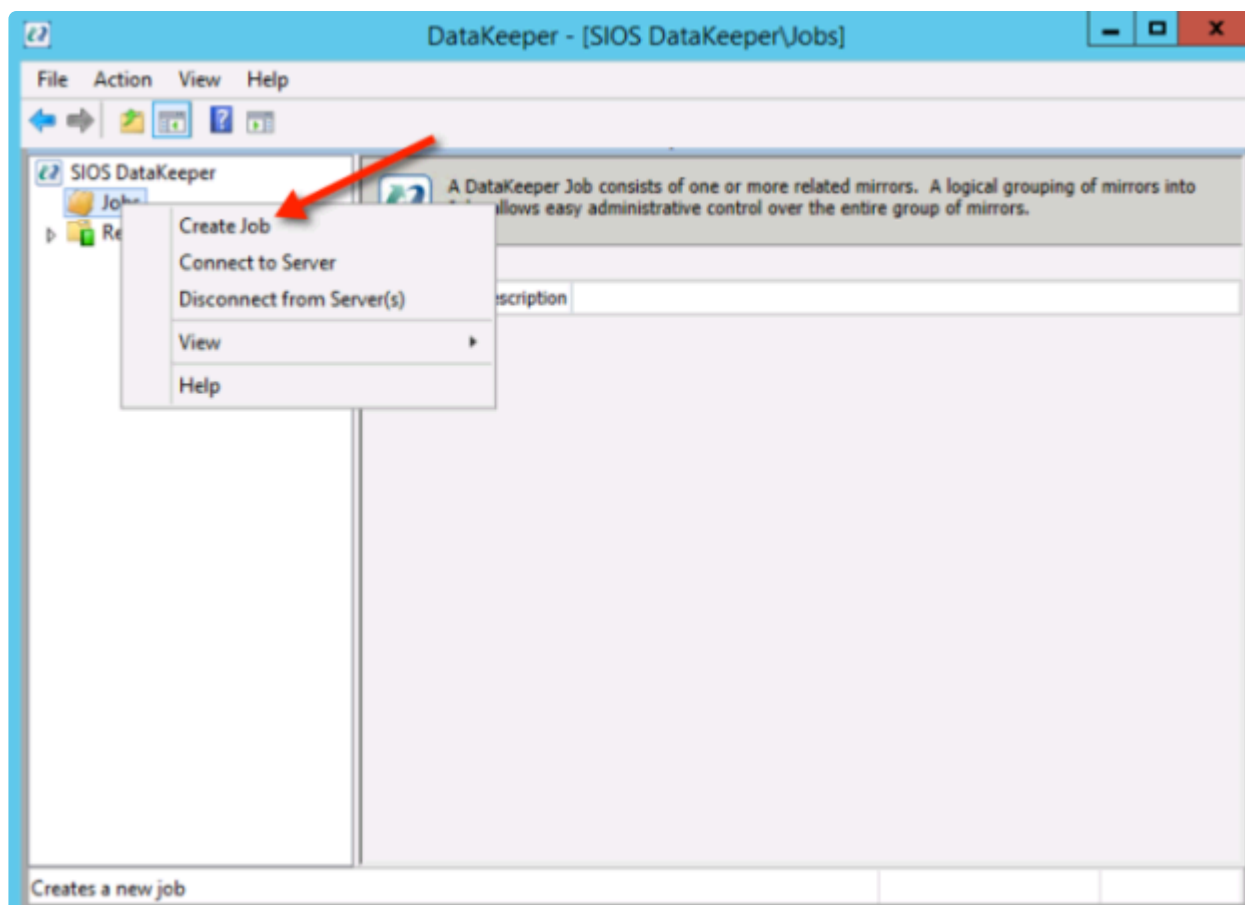 DataKeeper - [SIOS DataKeeper\Jobs]
File Action View Help
SIOS DataKeeper
Jobs
A DataKeeper Job consists of one or more related mirrors. A logical grouping of mirrors into
allows easy administrative control over the entire group of mirrors.
Create Job
Connect to Server
Disconnect from Server(s)
View
Help
Creates a new job